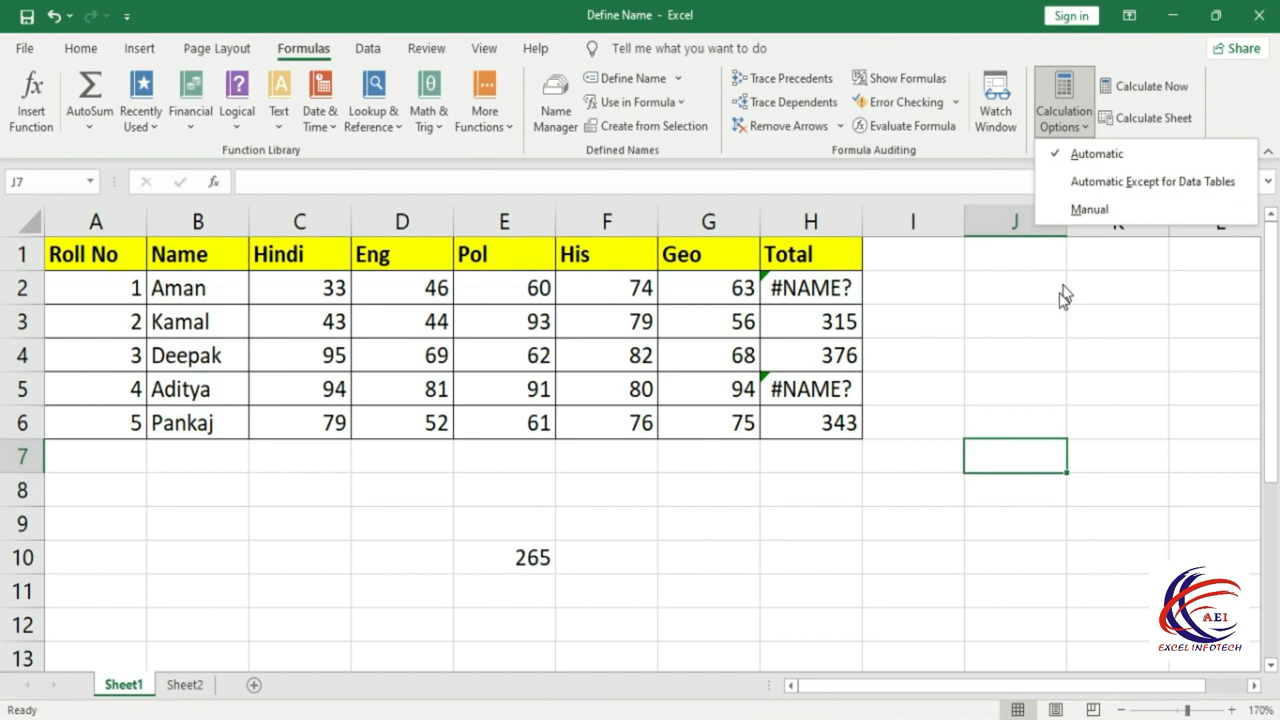 Define Name - Excel
Sign in
File Home Insert Page Layout Formulas Data Review View Help Tell me what you want to do Share
Insert Function
AutoSum
Recently Used
Financial
Logical
Text
Date & Time
Lookup & Reference
Math & Trig
More Functions
Function Library
Name Manager
Define Name
Use in Formula
Create from Selection
Defined Names
Trace Precedents
Trace Dependents
Remove Arrows
Show Formulas
Error Checking
Evaluate Formula
Formula Auditing
Watch Window
Calculation Options
Calculate Now
Calculate Sheet
Automatic
Automatic Except for Data Tables
Manual
J7 fx
A B C D E F G H I J
1 Roll No Name Hindi Eng Pol His Geo Total
2 1 Aman 33 46 60 74 63 #NAME?
3 2 Kamal 43 44 93 79 56 315
4 3 Deepak 95 69 62 82 68 376
5 4 Aditya 94 81 91 80 94 #NAME?
6 5 Pankaj 79 52 61 76 75 343
7
8
9
10 265
11
12
13
AEI
EXCEL INFOTECH
Sheet1 Sheet2
Ready 170%